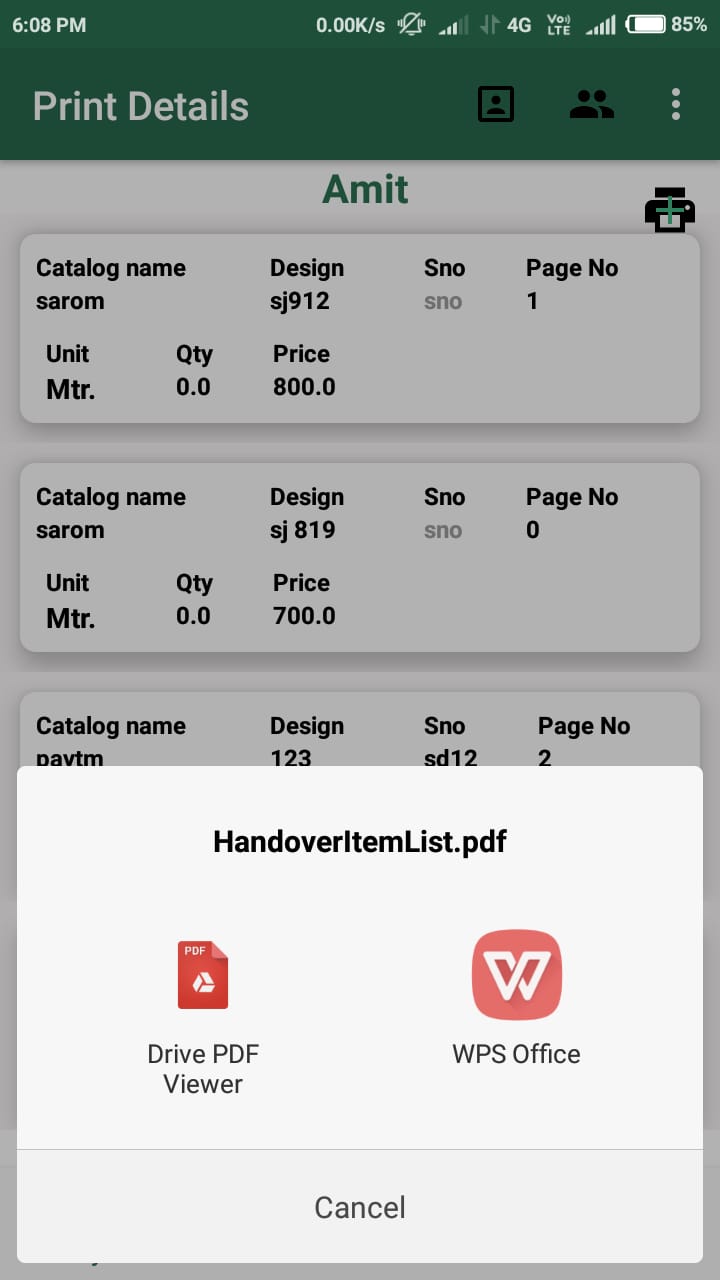 6:08 PM 0.00K/s 4G VoLTE 85%
Print Details
Amit
Catalog name Design Sno Page No
sarom sj912 sno 1
Unit Qty Price
Mtr. 0.0 800.0
Catalog name Design Sno Page No
sarom sj 819 sno 0
Unit Qty Price
Mtr. 0.0 700.0
Catalog name Design Sno Page No
paytm 123 sd12 2
HandoverItemList.pdf
PDF
Drive PDF
Viewer
WPS Office
Cancel